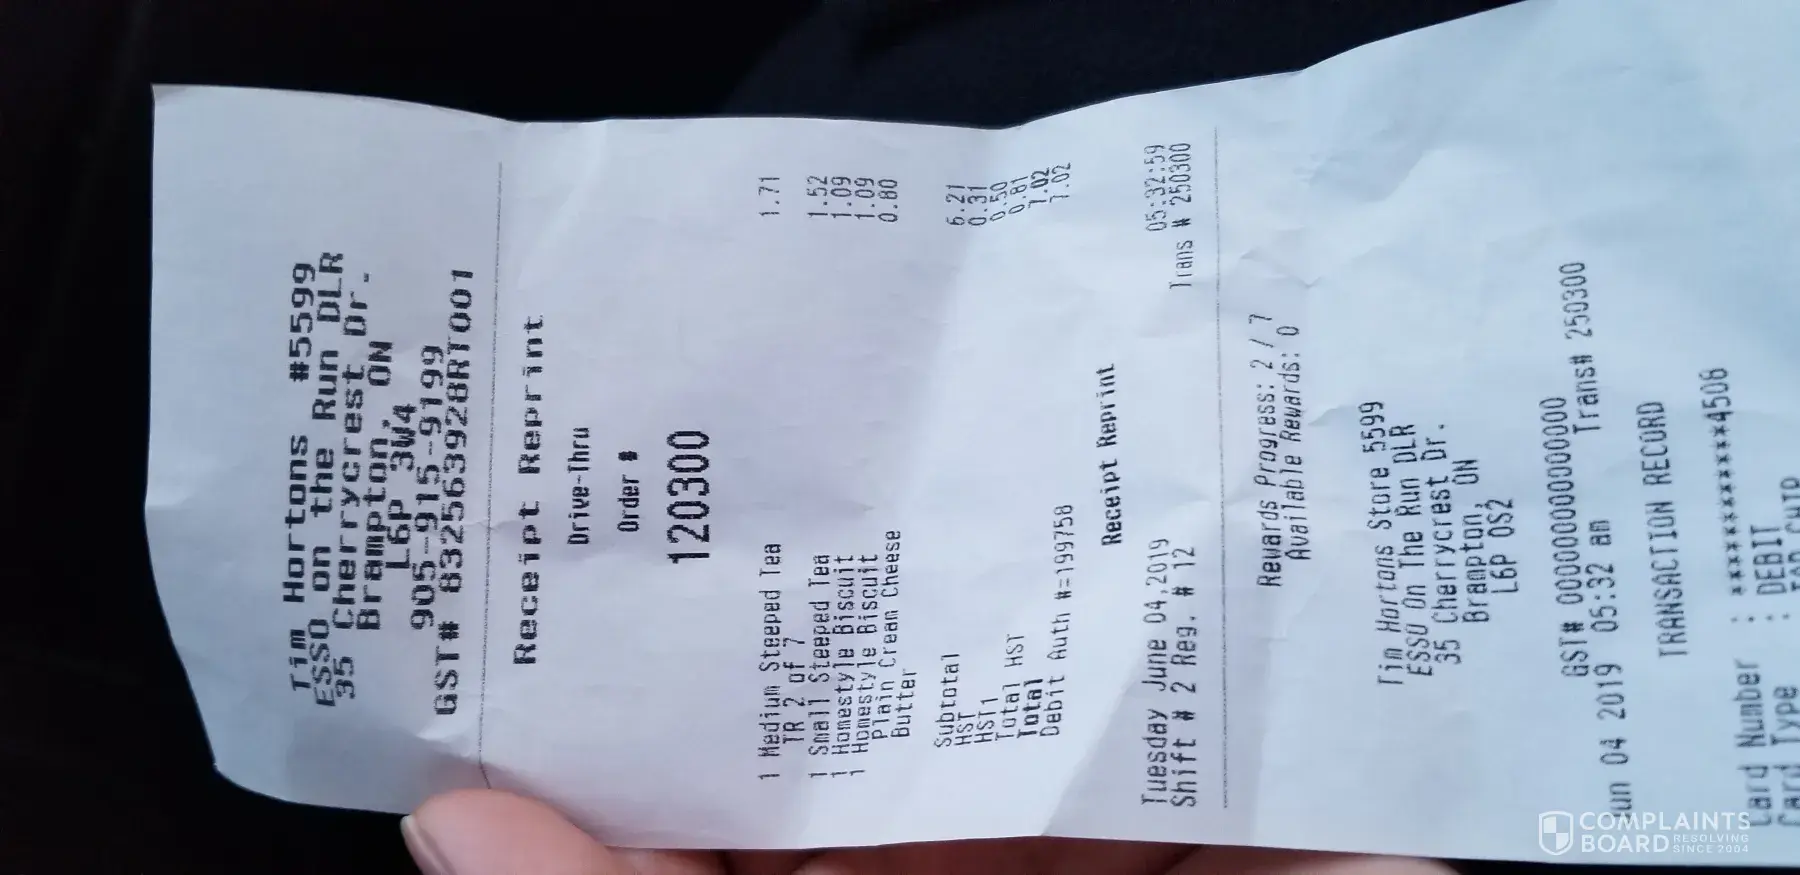 Tim Hortons #5599
ESSO on the Run DLR
35 Cherrycrest Dr.
Brampton, ON
L6P 3W4
905-915-9199
GST# 832563928RT001
Receipt Reprint
Drive-Thru
Order #
120300
1 Medium Steeped Tea 1.71
TR 2 of 7
1 Small Steeped Tea 1.52
1 Homestyle Biscuit 1.09
1 Homestyle Biscuit 1.09
Plain Cream Cheese 0.80
Butter
Subtotal 6.21
HST 0.31
HST1 0.50
Total HST 0.81
Total 7.02
Debit Auth #=199758 7.02
Receipt Reprint
Tuesday June 04,2019 05:32:59
Shift # 2 Reg. # 12 Trans # 250300
Rewards Progress: 2 / 7
Available Rewards: 0
Tim Hortons Store 5599
ESSO On The Run DLR
35 Cherrycrest Dr.
Brampton, ON
L6P 0S2
GST# 000000000000000
Jun 04 2019 05:32 am Trans# 250300
TRANSACTION RECORD
Card Number : ************4508
Card Type : DEBIT
CHIP
COMPLAINTS
BOARD RESOLVING SINCE 2004